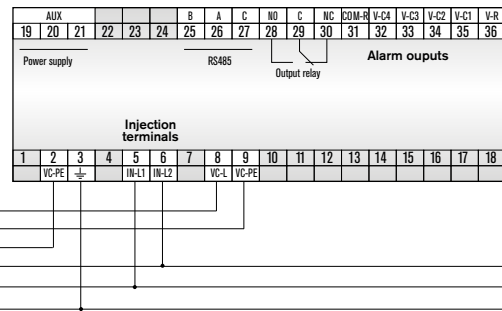 AUX B A C NO C NC COM-R V-C4 V-C3 V-C2 V-C1 V-R
19 20 21 22 23 24 25 26 27 28 29 30 31 32 33 34 35 36
Power supply RS485 Output relay Alarm ouputs
Injection
terminals
1 2 3 4 5 6 7 8 9 10 11 12 13 14 15 16 17 18
VC-PE IN-L1 IN-L2 VC-L VC-PE